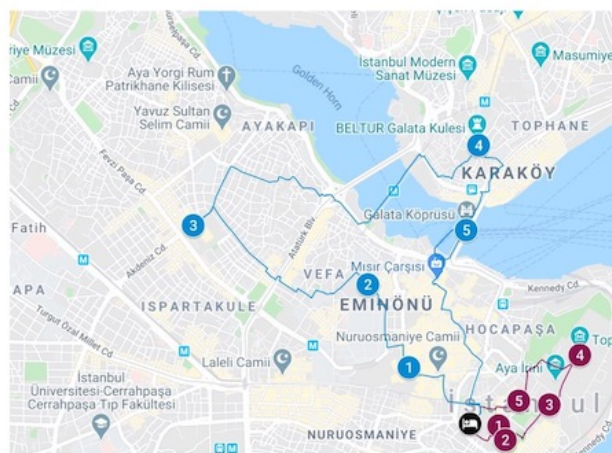 riye Müzesi
Camii
Aya Yorgi Rum
Patrikhane Kilisesi
Yavuz Sultan
Selim Camii
AYAKAPI
Golden Horn
İstanbul Modern
Sanat Müzesi
Masumiye
BELTUR Galata Kulesi
TOPHANE
4
KARAKÖY
Galata Köprüsü
5
Fevzi Paşa Cd.
Fatih
3
Akdeniz Cd.
Atatürk Blv.
VEFA
Mısır Çarşısı
2
EMİNÖNÜ
Kennedy Cd.
HOCAPAŞA
APA
ISPARTAKULE
Turgut Özal Millet Cd.
Laleli Camii
Nuruosmaniye Camii
1
Top
4
Aya İrini
İstanbul
Üniversitesi-Cerrahpaşa
Cerrahpaşa Tıp Fakültesi
İstanbul
5
3
1
2
NURUOSMANİYE